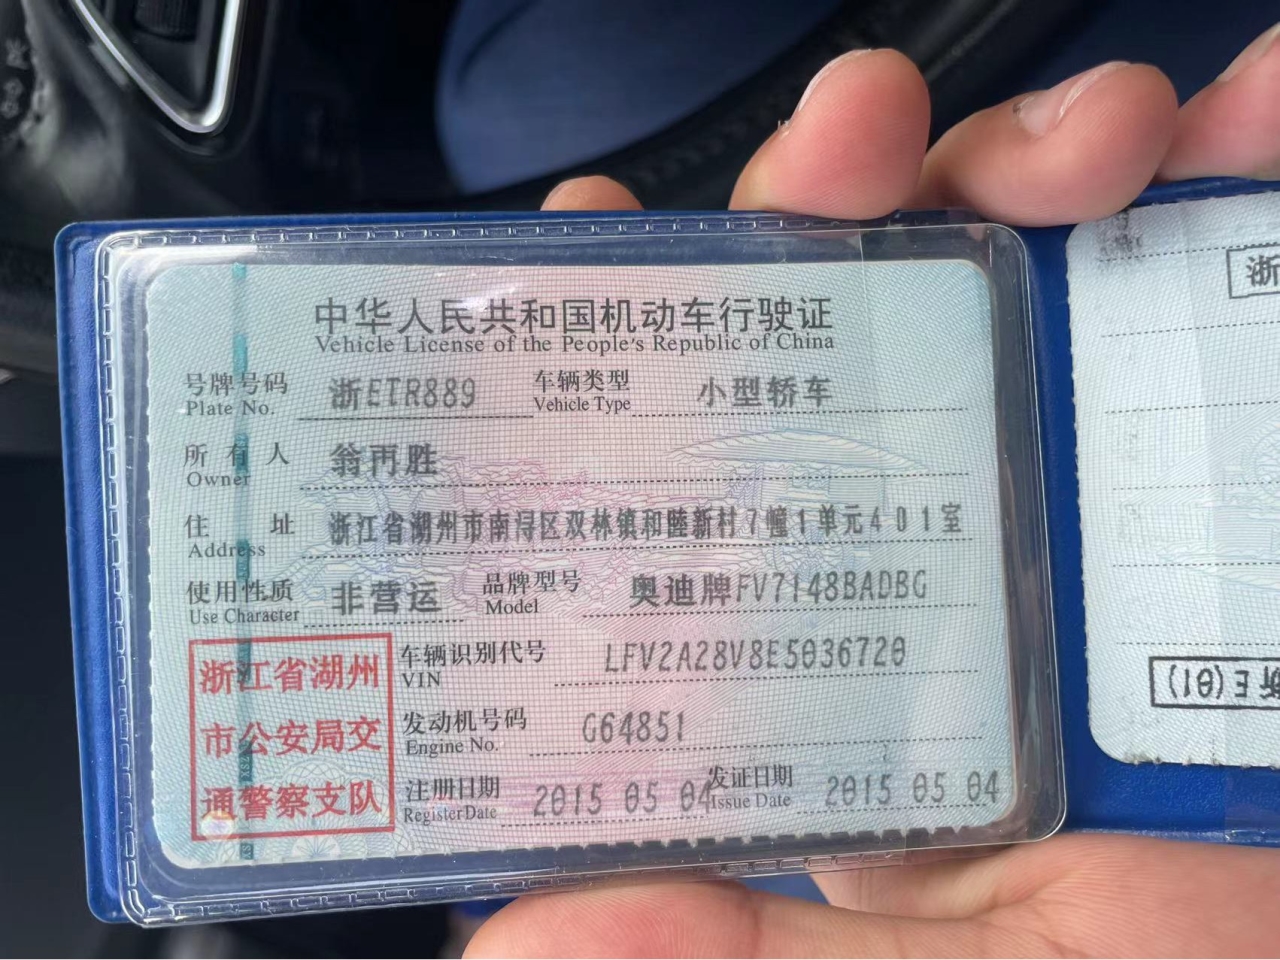 中华人民共和国机动车行驶证
Vehicle License of the People's Republic of China
号牌号码 浙ETR889 车辆类型 小型轿车
Plate No. Vehicle Type
所有人 翁丙胜
Owner
住址 浙江省湖州市南浔区双林镇和睦新村7幢1单元401室
Address
使用性质 非营运 品牌型号 奥迪牌FV7148BADBG
Use Character Model
车辆识别代号 LFV2A28V8E5036720
VIN
发动机号码 G64851
Engine No.
注册日期 2015 05 04 发证日期 2015 05 04
Register Date Issue Date
浙江省湖州
市公安局交
通警察支队
浙
浙E(01)